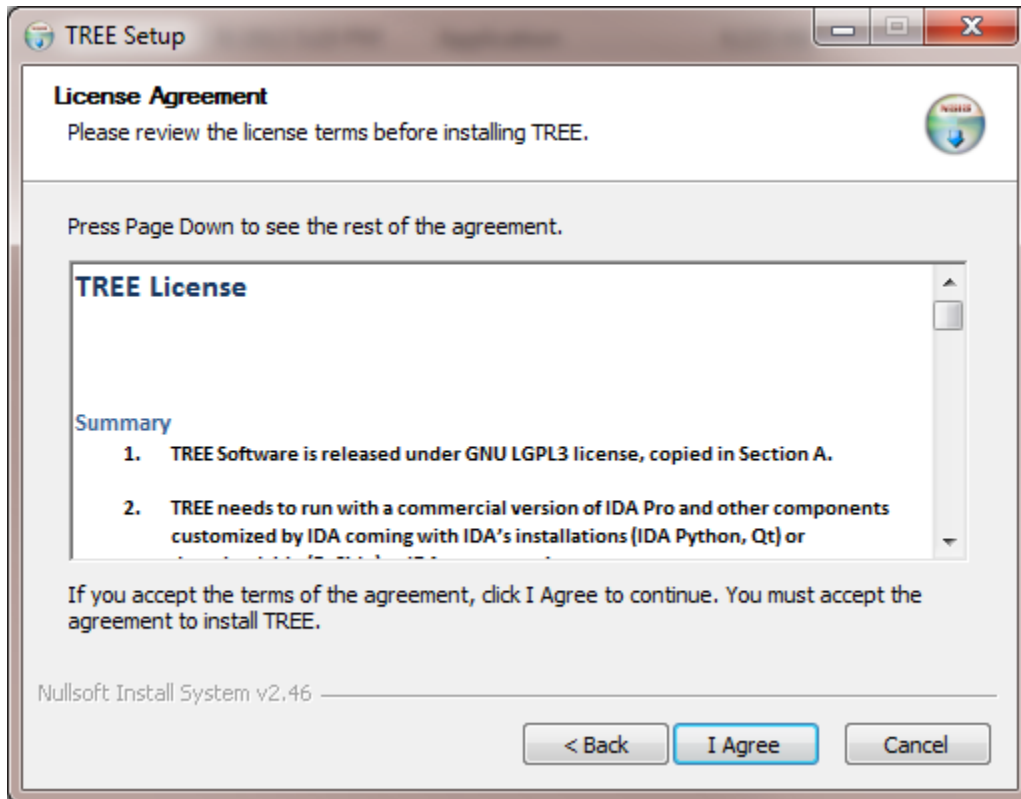 TREE Setup
License Agreement
NSIS
Please review the license terms before installing TREE.
Press Page Down to see the rest of the agreement.
TREE License
Summary
1. TREE Software is released under GNU LGPL3 license, copied in Section A.
2. TREE needs to run with a commercial version of IDA Pro and other components
customized by IDA coming with IDA's installations (IDA Python, Qt) or
If you accept the terms of the agreement, click I Agree to continue. You must accept the
agreement to install TREE.
Nullsoft Install System v2.46
< Back
I Agree
Cancel